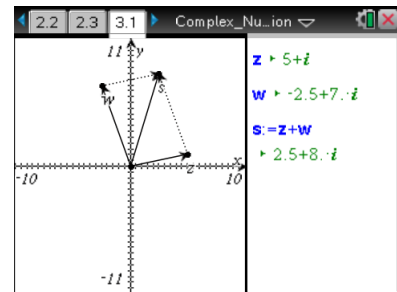 2.2 2.3 3.1 Complex_Nu...ion
11 y
w
s
z
x
-10
10
-11
z ▸ 5+i
w ▸ -2.5+7.·i
s:=z+w
▸ 2.5+8.·i